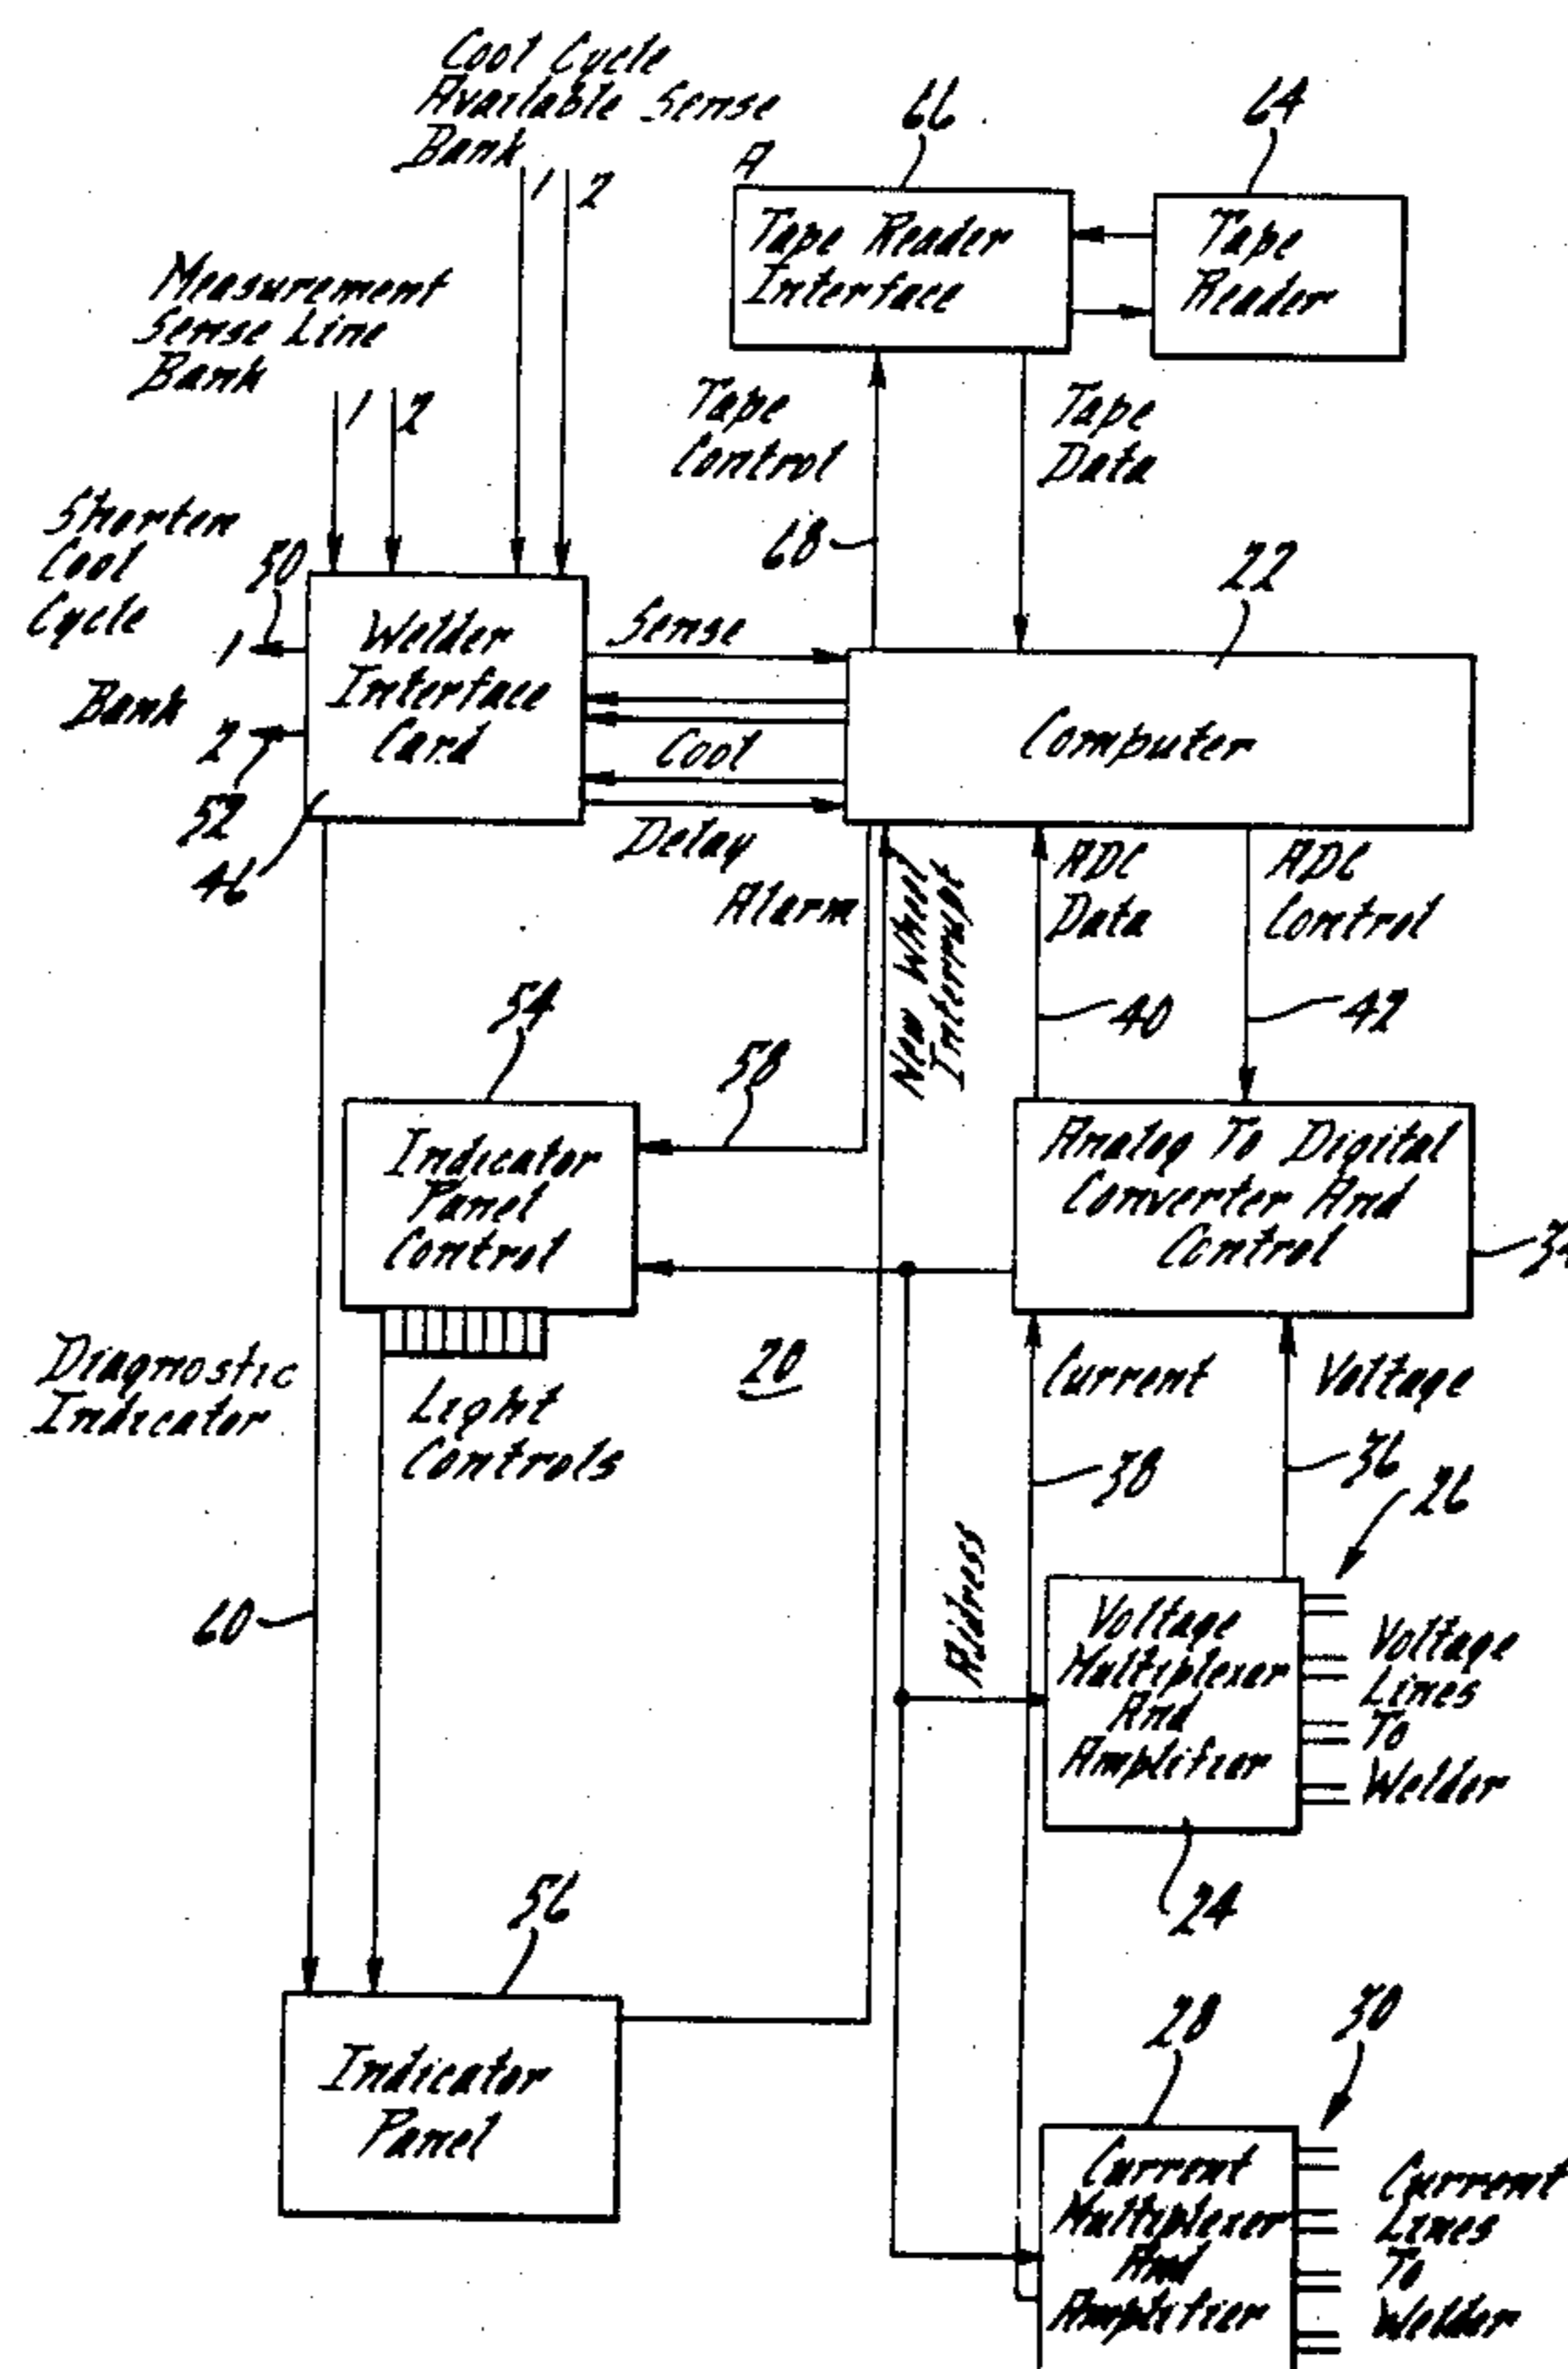 Cool Cycle
Available Sense
Bank
1 2
A
66
64
Tape Reader
Interface
Tape
Reader
Measurement
Sense Line
Bank
1 2
Tape
Control
Tape
Data
68
22
Shorten
Cool
Cycle
50
1
Bank
2
52
46
Welder
Interface
Card
Sense
Cool
Delay
Computer
Alarm
New Wheel
Interrupt
ADC
Data
ADC
Control
40
42
54
58
Indicator
Panel
Control
Analog To Digital
Converter And
Control
Diagnostic
Indicator
Light
Controls
20
Current
Voltage
38
36
26
60
Address
Voltage
Multiplexer
And
Amplifier
Voltage
Lines
To
Welder
24
56
Indicator
Panel
28
30
Current
Multiplexer
And
Amplifier
Current
Lines
To
Welder